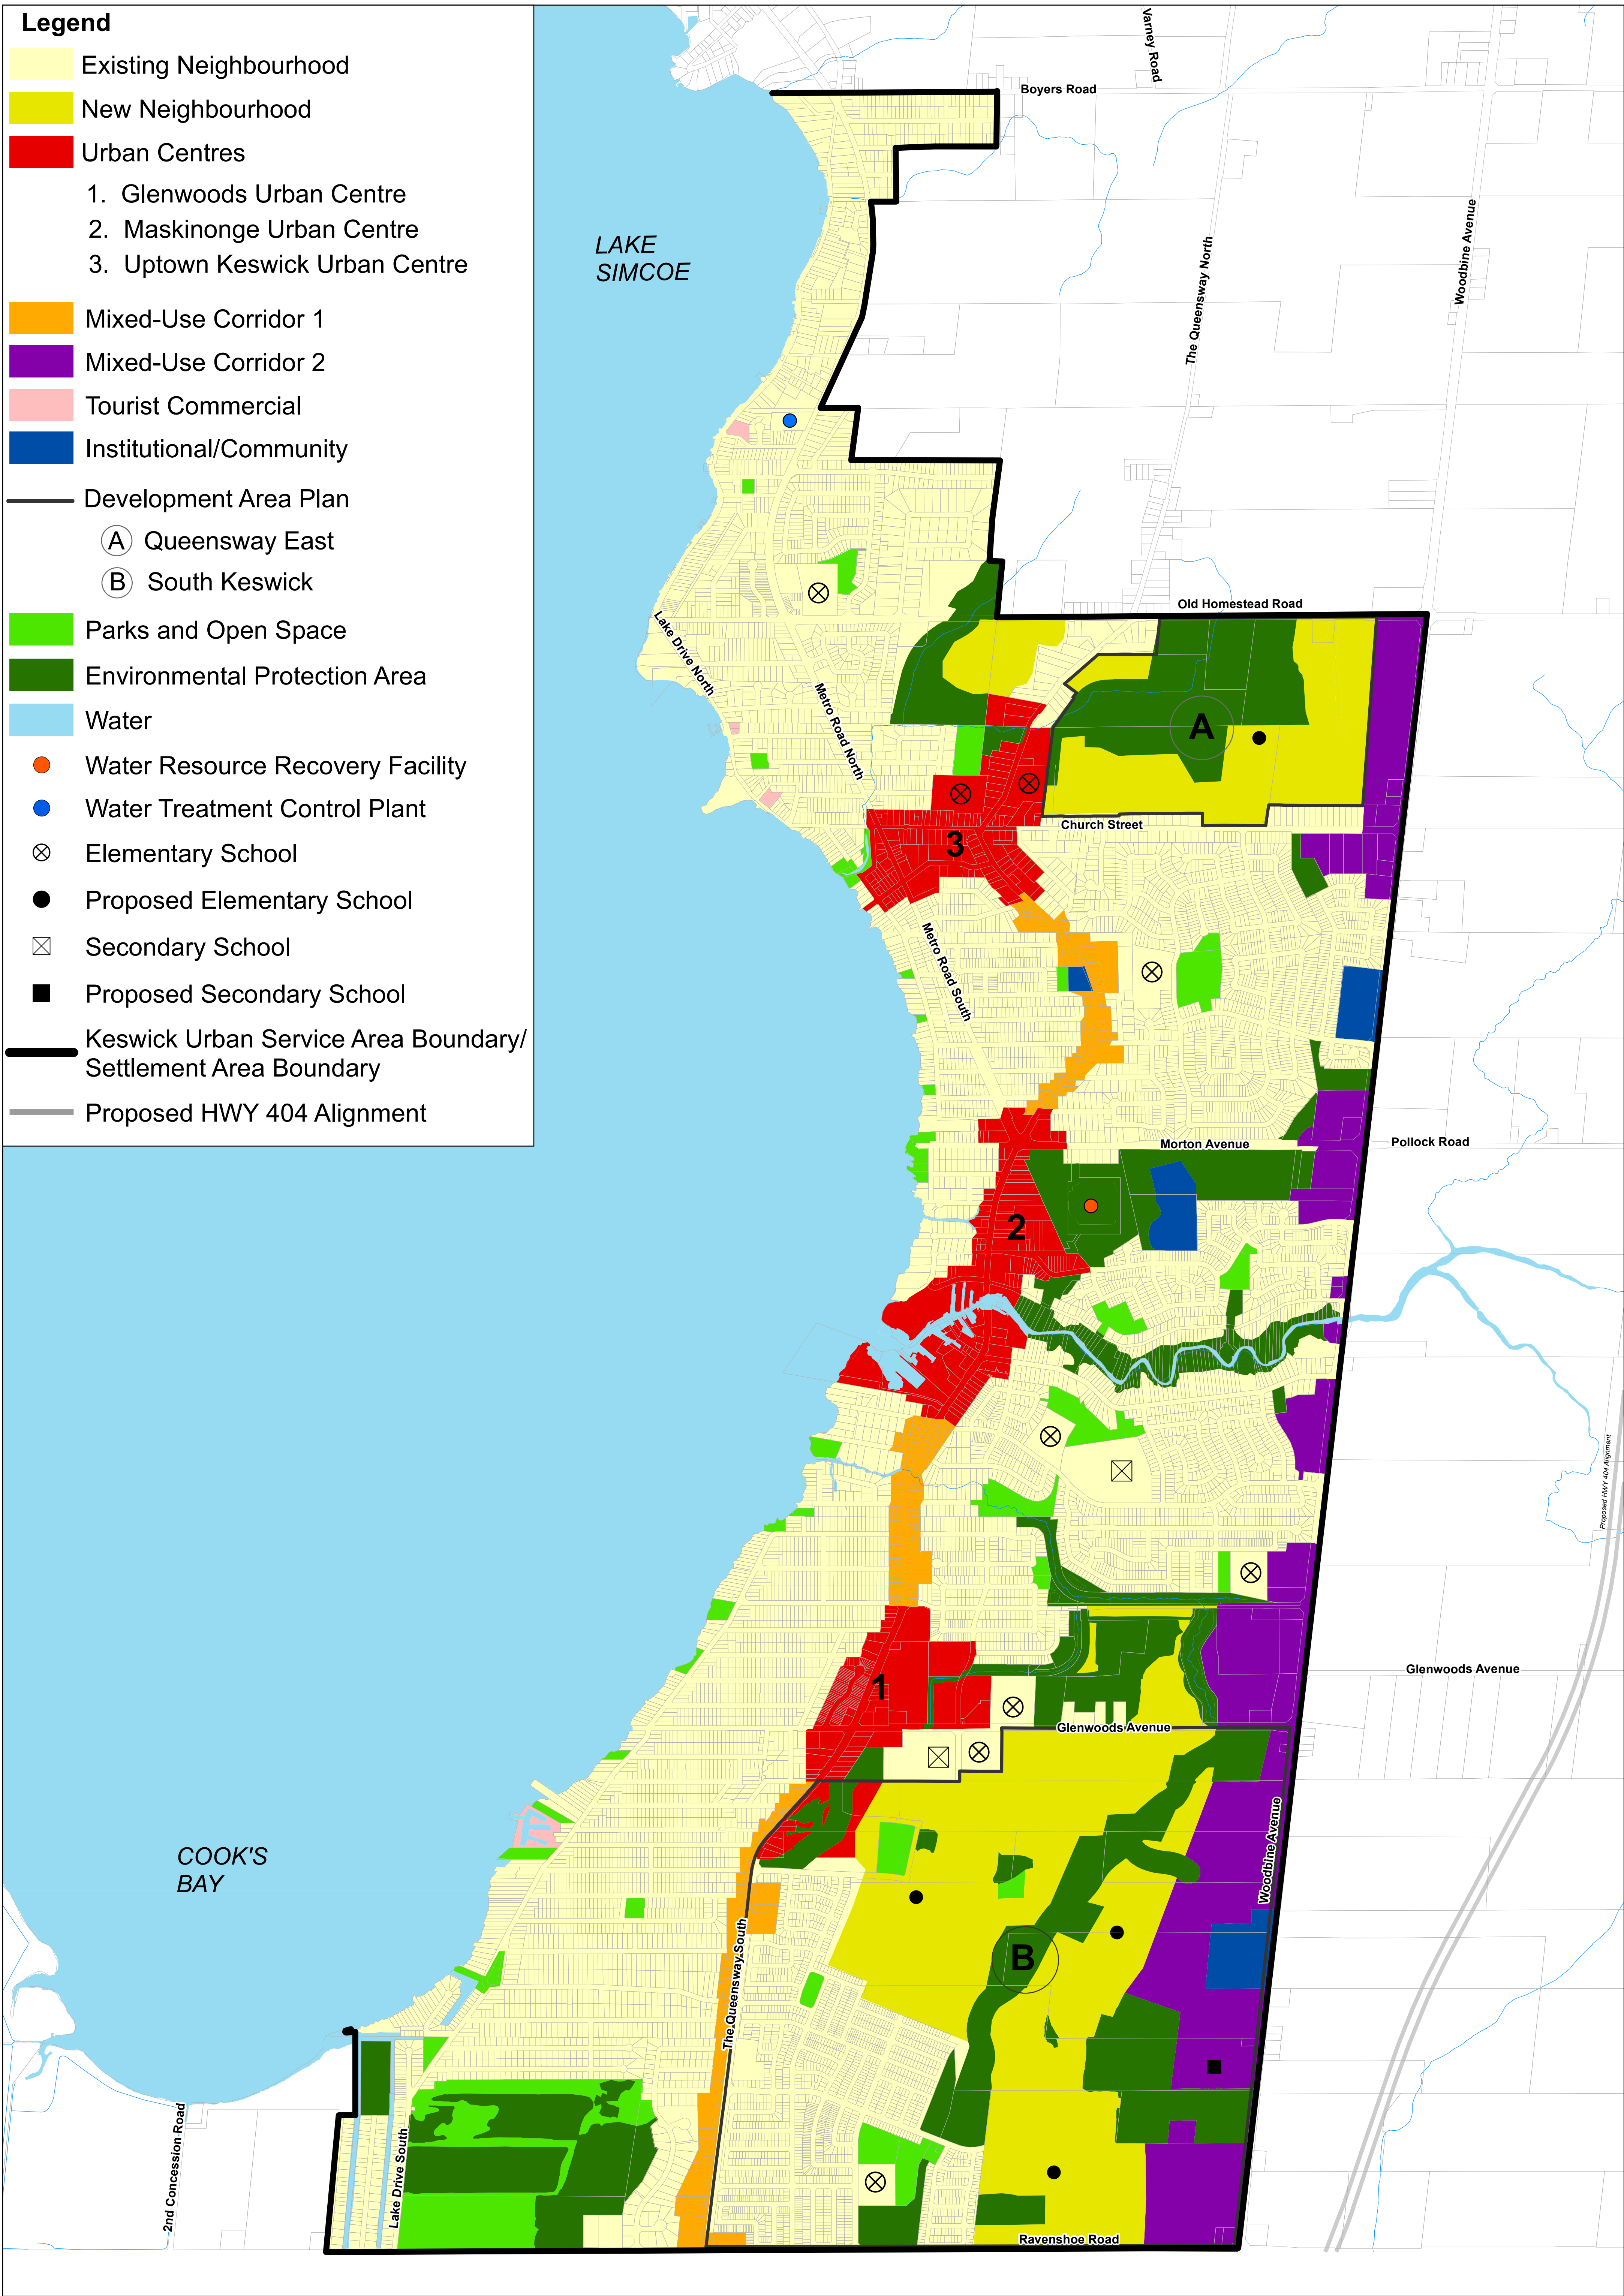 Legend
Existing Neighbourhood
New Neighbourhood
Urban Centres
1. Glenwoods Urban Centre
2. Maskinonge Urban Centre
3. Uptown Keswick Urban Centre
Mixed-Use Corridor 1
Mixed-Use Corridor 2
Tourist Commercial
Institutional/Community
Development Area Plan
A Queensway East
B South Keswick
Parks and Open Space
Environmental Protection Area
Water
Water Resource Recovery Facility
Water Treatment Control Plant
Elementary School
Proposed Elementary School
Secondary School
Proposed Secondary School
Keswick Urban Service Area Boundary/
Settlement Area Boundary
Proposed HWY 404 Alignment
Varney Road
Boyers Road
LAKE
SIMCOE
The Queensway North
Woodbine Avenue
Old Homestead Road
Lake Drive North
Metro Road North
A
Church Street
3
Metro Road South
Morton Avenue
Pollock Road
2
Proposed HWY 404 Alignment
1
Glenwoods Avenue
Glenwoods Avenue
Woodbine Avenue
COOK'S
BAY
The Queensway South
B
2nd Concession Road
Lake Drive South
Ravenshoe Road